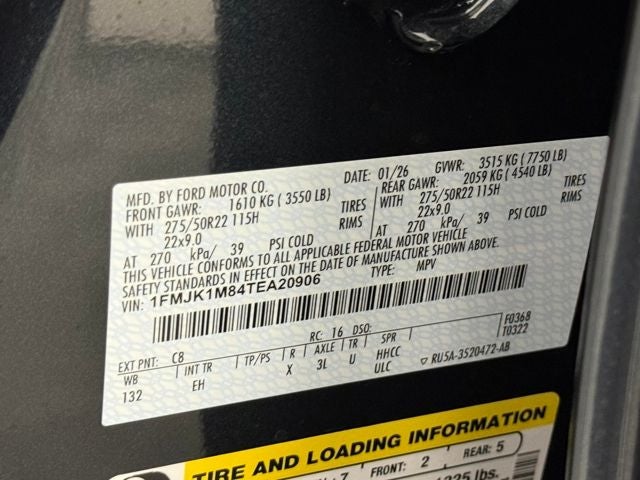 MFD. BY FORD MOTOR CO. DATE: 01/26 GVWR: 3515 KG ( 7750 LB)
FRONT GAWR: 1610 KG ( 3550 LB) REAR GAWR: 2059 KG ( 4540 LB)
WITH 275/50R22 115H TIRES WITH 275/50R22 115H TIRES
22x9.0 RIMS 22x9.0 RIMS
AT 270 kPa/ 39 PSI COLD AT 270 kPa/ 39 PSI COLD
THIS VEHICLE CONFORMS TO ALL APPLICABLE FEDERAL MOTOR VEHICLE
SAFETY STANDARDS IN EFFECT ON THE DATE OF MANUFACTURE SHOWN ABOVE.
VIN: 1FMJK1M84TEA20906 TYPE: MPV
F0368
T0322
EXT PNT: C8 RC: 16 DSO:
WB INT TR TP/PS R AXLE TR SPR
132 EH X 3L U HHCC
ULC ▽ RU5A-3520472-AB
TIRE AND LOADING INFORMATION
7 FRONT: 2 REAR: 5
lbs.